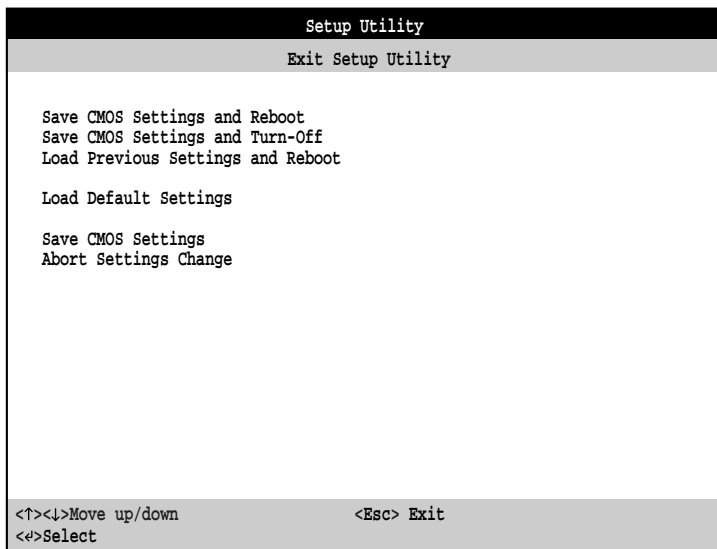 Setup Utility
Exit Setup Utility
Save CMOS Settings and Reboot
Save CMOS Settings and Turn-Off
Load Previous Settings and Reboot
Load Default Settings
Save CMOS Settings
Abort Settings Change
<↑><↓>Move up/down <Esc> Exit
<↵>Select